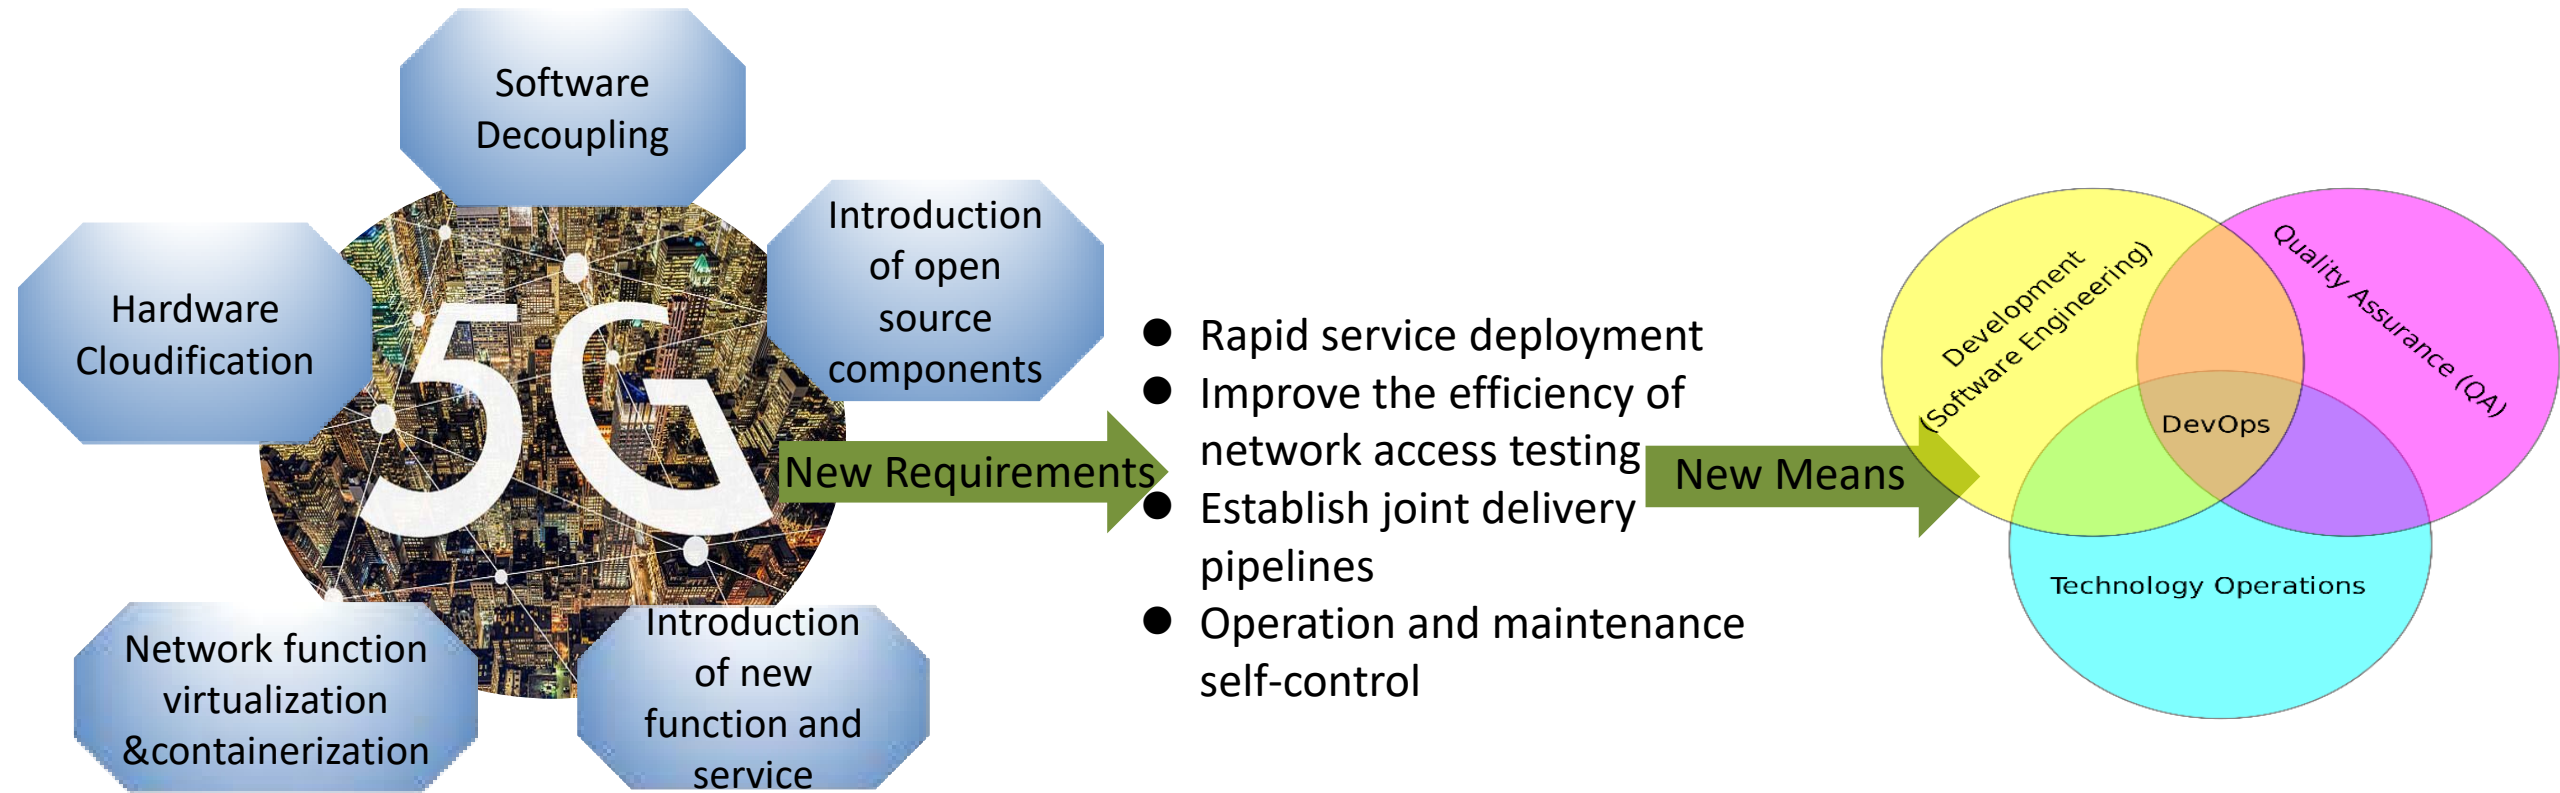 Software
Decoupling
Hardware
Cloudification
Introduction
of open
source
components
5G
Network function
virtualization
&containerization
Introduction
of new
function and
service
New Requirements
● Rapid service deployment
● Improve the efficiency of
network access testing
● Establish joint delivery
pipelines
● Operation and maintenance
self-control
New Means
Development
(Software Engineering)
Quality Assurance (QA)
DevOps
Technology Operations